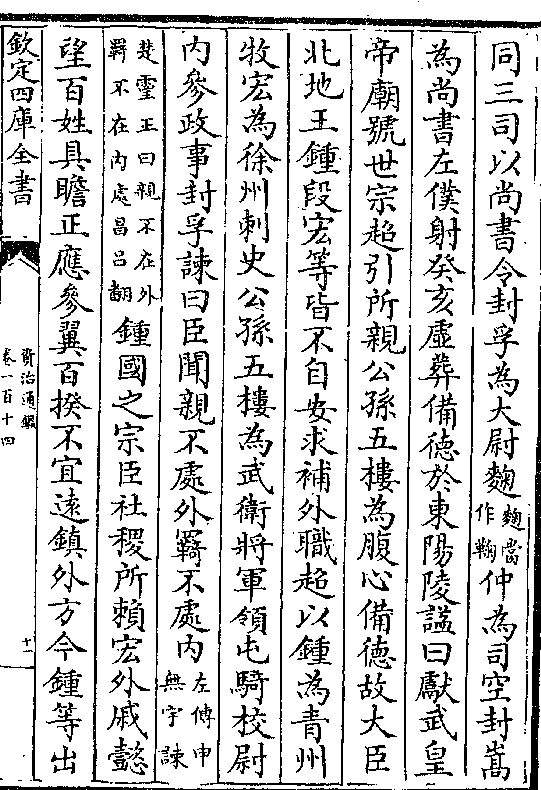 同三司以尚書令封孚為大尉麴麴當作鞠仲為司空封嵩
為尚書左僕射癸亥虛葬備德於東陽陵諡曰獻武皇
帝廟號世宗超引所親公孫五樓為腹心備德故大臣
北地王鍾段宏等皆不自安求補外職超以鍾為青州
牧宏為徐州刺史公孫五樓為武衛將軍領屯騎校尉
內參政事封孚諫曰臣聞親不處外羇不處內左傳申無宇諫
楚靈王曰親不在外羇不在內處昌呂翻鍾國之宗臣社稷所賴宏外戚懿
望百姓具瞻正應參翼百揆不宜遠鎮外方今鍾等出
欽定四庫全書
資治通鑑
卷一百十四
十一